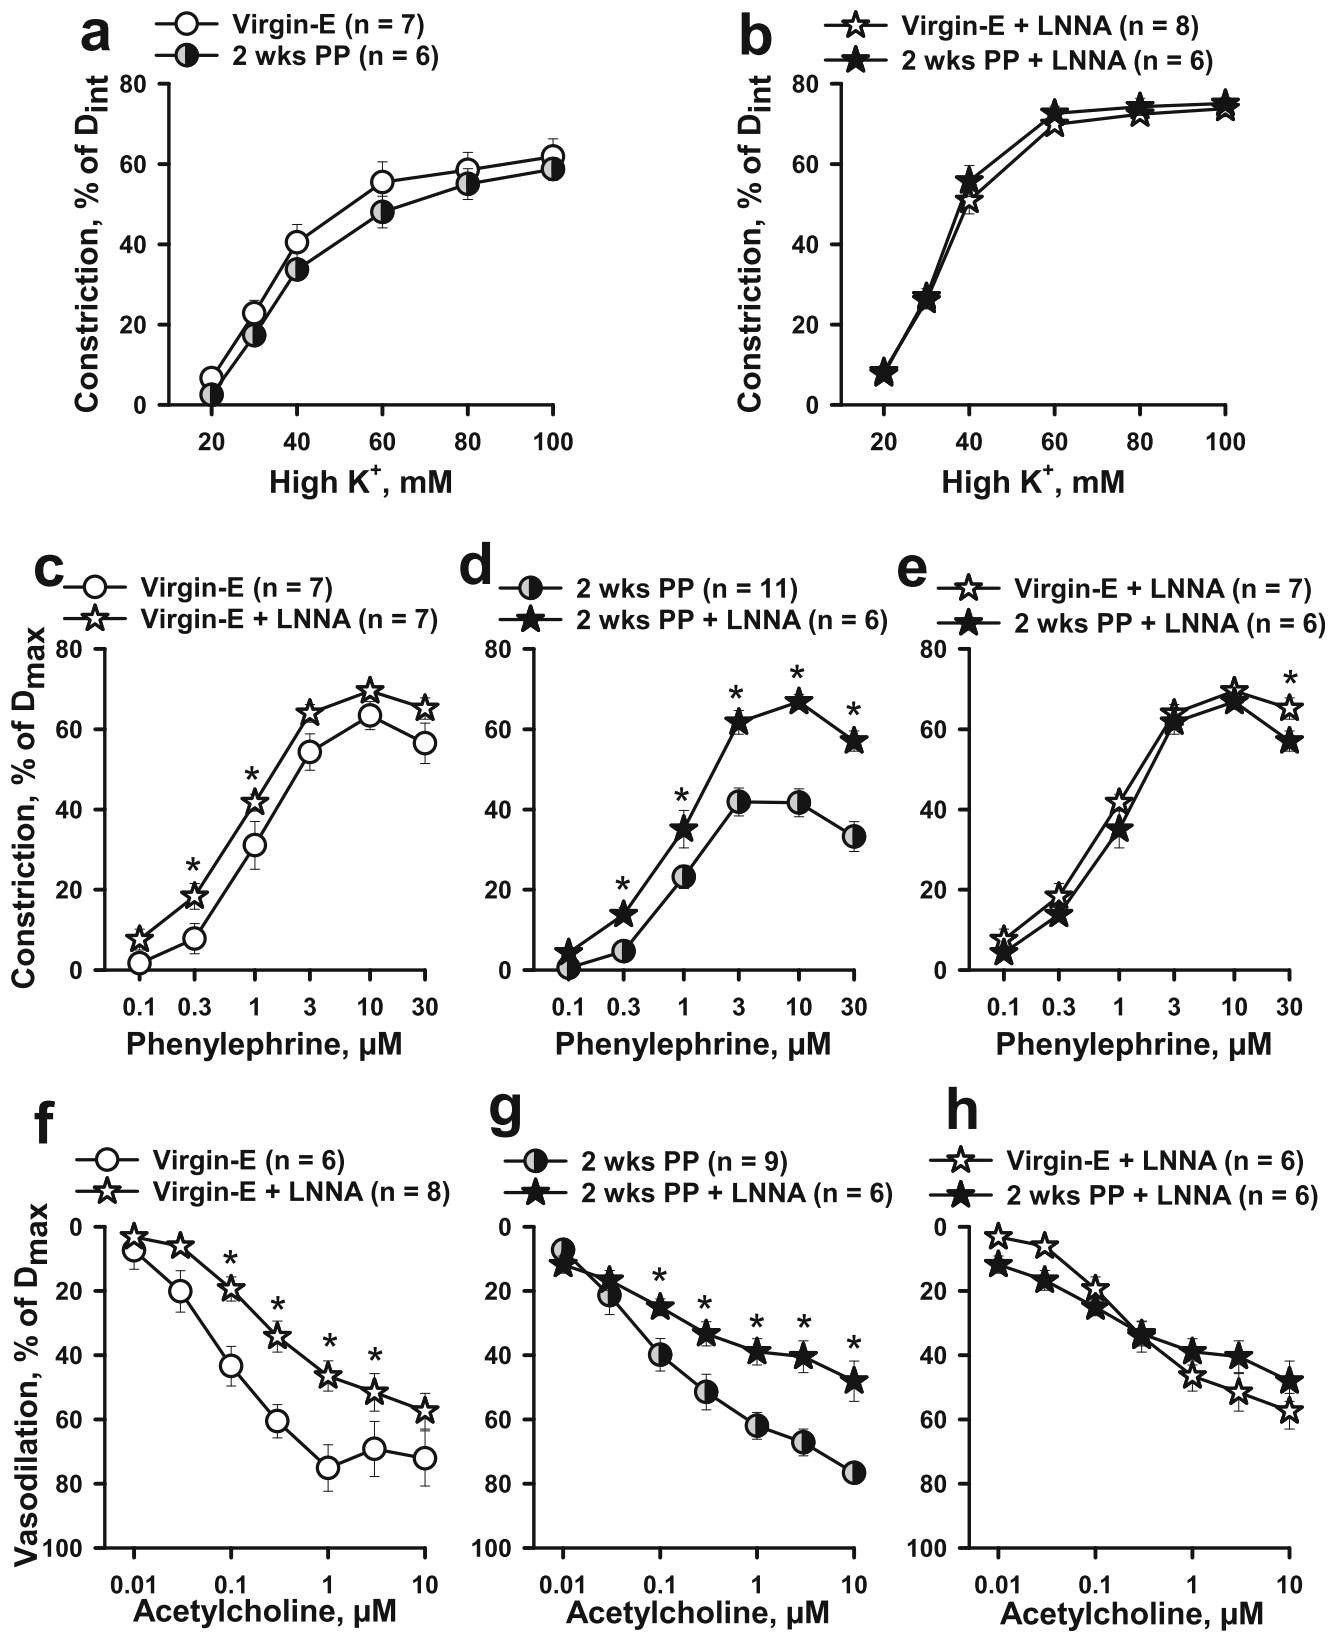 a
Virgin-E (n = 7)
2 wks PP (n = 6)
Constriction, % of Dint
80
60
40
20
0
20 40 60 80 100
High K+, mM
b
Virgin-E + LNNA (n = 8)
2 wks PP + LNNA (n = 6)
Constriction, % of Dint
80
60
40
20
0
20 40 60 80 100
High K+, mM
c
Virgin-E (n = 7)
Virgin-E + LNNA (n = 7)
Constriction, % of Dmax
80
60
40
20
0
* *
0.1 0.3 1 3 10 30
Phenylephrine, µM
d
2 wks PP (n = 11)
2 wks PP + LNNA (n = 6)
80
60
40
20
0
* * * * *
0.1 0.3 1 3 10 30
Phenylephrine, µM
e
Virgin-E + LNNA (n = 7)
2 wks PP + LNNA (n = 6)
80
60
40
20
0
*
0.1 0.3 1 3 10 30
Phenylephrine, µM
f
Virgin-E (n = 6)
Virgin-E + LNNA (n = 8)
Vasodilation, % of Dmax
0
20
40
60
80
100
* * * *
0.01 0.1 1 10
Acetylcholine, µM
g
2 wks PP (n = 9)
2 wks PP + LNNA (n = 6)
0
20
40
60
80
100
* * * * *
0.01 0.1 1 10
Acetylcholine, µM
h
Virgin-E + LNNA (n = 6)
2 wks PP + LNNA (n = 6)
0
20
40
60
80
100
0.01 0.1 1 10
Acetylcholine, µM